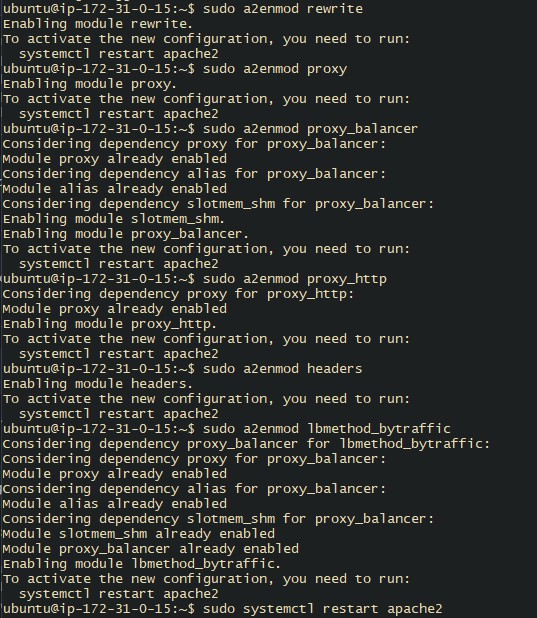 ubuntu@ip-172-31-0-15:~$ sudo a2enmod rewrite
Enabling module rewrite.
To activate the new configuration, you need to run:
  systemctl restart apache2
ubuntu@ip-172-31-0-15:~$ sudo a2enmod proxy
Enabling module proxy.
To activate the new configuration, you need to run:
  systemctl restart apache2
ubuntu@ip-172-31-0-15:~$ sudo a2enmod proxy_balancer
Considering dependency proxy for proxy_balancer:
Module proxy already enabled
Considering dependency alias for proxy_balancer:
Module alias already enabled
Considering dependency slotmem_shm for proxy_balancer:
Enabling module slotmem_shm.
Enabling module proxy_balancer.
To activate the new configuration, you need to run:
  systemctl restart apache2
ubuntu@ip-172-31-0-15:~$ sudo a2enmod proxy_http
Considering dependency proxy for proxy_http:
Module proxy already enabled
Enabling module proxy_http.
To activate the new configuration, you need to run:
  systemctl restart apache2
ubuntu@ip-172-31-0-15:~$ sudo a2enmod headers
Enabling module headers.
To activate the new configuration, you need to run:
  systemctl restart apache2
ubuntu@ip-172-31-0-15:~$ sudo a2enmod lbmethod_bytraffic
Considering dependency proxy_balancer for lbmethod_bytraffic:
Considering dependency proxy for proxy_balancer:
Module proxy already enabled
Considering dependency alias for proxy_balancer:
Module alias already enabled
Considering dependency slotmem_shm for proxy_balancer:
Module slotmem_shm already enabled
Module proxy_balancer already enabled
Enabling module lbmethod_bytraffic.
To activate the new configuration, you need to run:
  systemctl restart apache2
ubuntu@ip-172-31-0-15:~$ sudo systemctl restart apache2